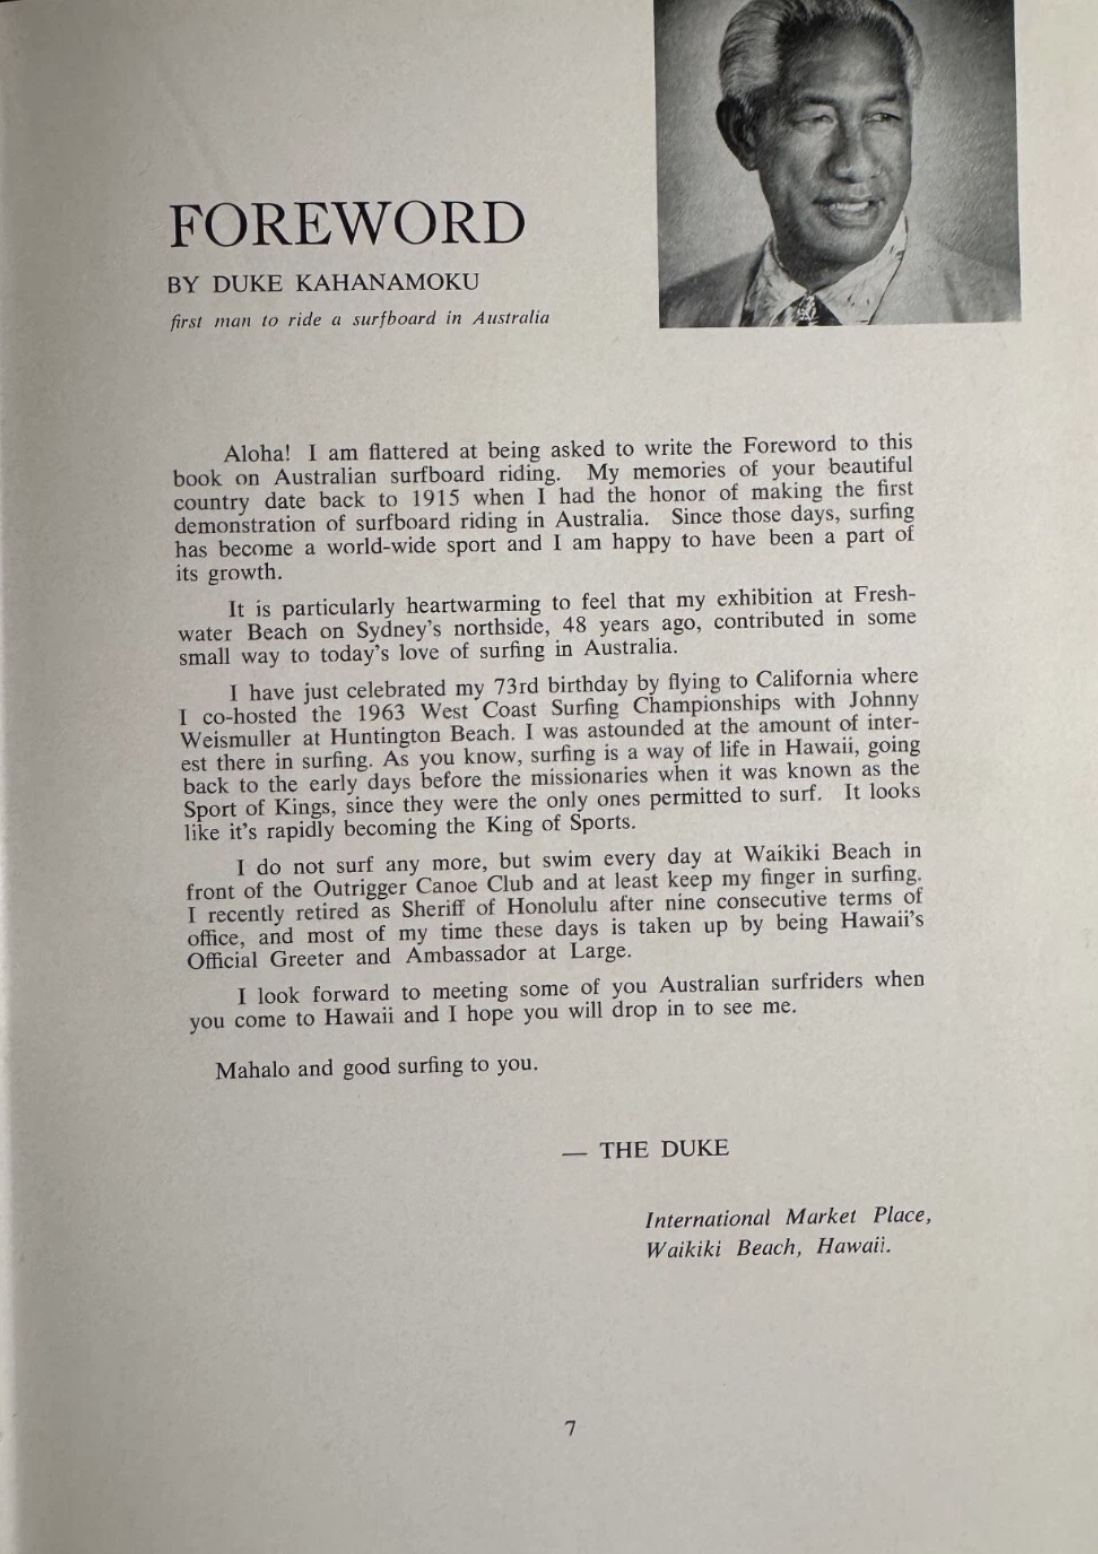 FOREWORD
BY DUKE KAHANAMOKU
first man to ride a surfboard in Australia
Aloha! I am flattered at being asked to write the Foreword to this
book on Australian surfboard riding. My memories of your beautiful
country date back to 1915 when I had the honor of making the first
demonstration of surfboard riding in Australia. Since those days, surfing
has become a world-wide sport and I am happy to have been a part of
its growth.
It is particularly heartwarming to feel that my exhibition at Fresh-
water Beach on Sydney's northside, 48 years ago, contributed in some
small way to today's love of surfing in Australia.
I have just celebrated my 73rd birthday by flying to California where
I co-hosted the 1963 West Coast Surfing Championships with Johnny
Weismuller at Huntington Beach. I was astounded at the amount of inter-
est there in surfing. As you know, surfing is a way of life in Hawaii, going
back to the early days before the missionaries when it was known as the
Sport of Kings, since they were the only ones permitted to surf. It looks
like it's rapidly becoming the King of Sports.
I do not surf any more, but swim every day at Waikiki Beach in
front of the Outrigger Canoe Club and at least keep my finger in surfing.
I recently retired as Sheriff of Honolulu after nine consecutive terms of
office, and most of my time these days is taken up by being Hawaii's
Official Greeter and Ambassador at Large.
I look forward to meeting some of you Australian surfriders when
you come to Hawaii and I hope you will drop in to see me.
Mahalo and good surfing to you.
— THE DUKE
International Market Place,
Waikiki Beach, Hawaii.
7